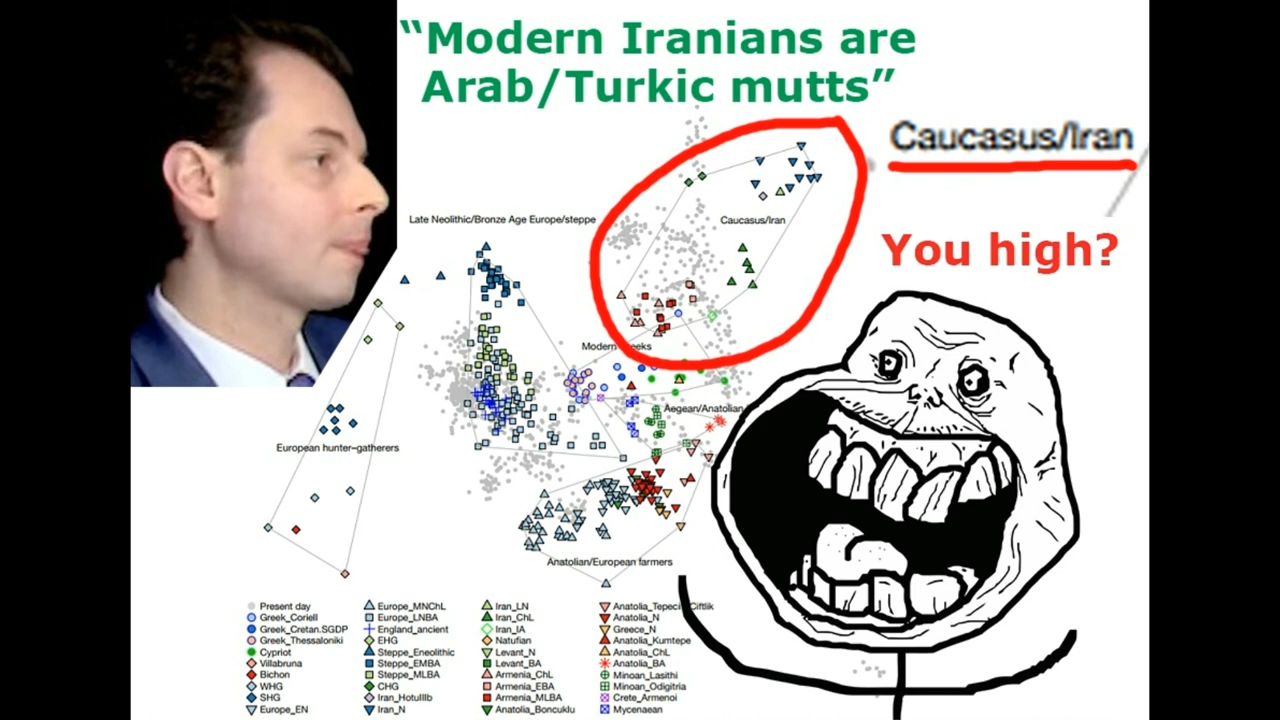 “Modern Iranians are
Arab/Turkic mutts”
Caucasus/Iran
You high?
Late Neolithic/Bronze Age Europe/steppe
Caucasus/Iran
Modern
Aegean/Anatolian
European hunter–gatherers
Anatolian/European farmers
Present day
Greek_Coriell
Greek_Cretan.SGDP
Greek_Thessaloniki
Cypriot
Villabruna
Bichon
WHG
SHG
Europe_EN
Europe_MNChL
Europe_LNBA
England_ancient
EHG
Steppe_Eneolithic
Steppe_EMBA
Steppe_MLBA
CHG
Iran_HotuIIIb
Iran_N
Iran_LN
Iran_ChL
Iran_IA
Natufian
Levant_N
Levant_BA
Armenia_ChL
Armenia_EBA
Armenia_MLBA
Anatolia_Boncuklu
Anatolia_N
Greece_N
Anatolia_Kumtepe
Anatolia_ChL
Anatolia_BA
Minoan_Lasithi
Minoan_Odigitria
Crete_Armenoi
Mycenaean